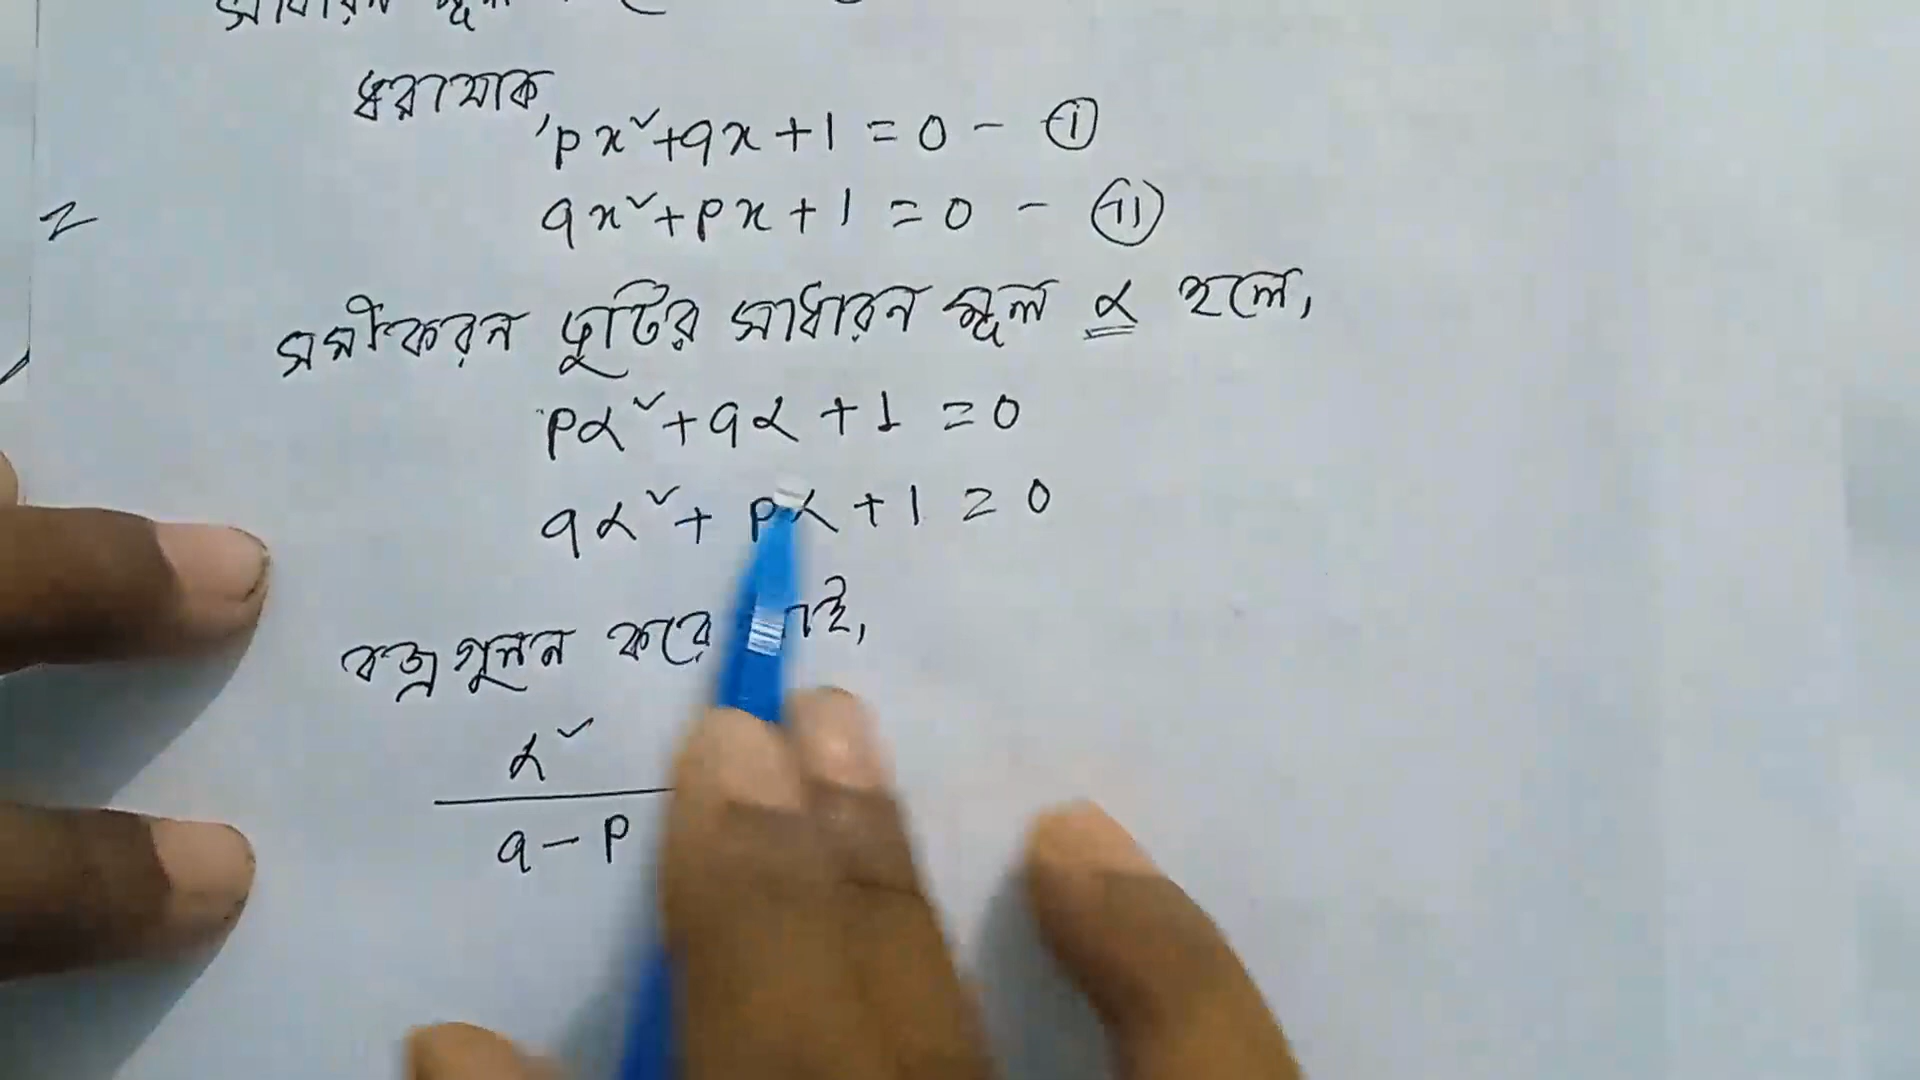 সাধারন মূল
ধরাযাক,
px²+qx+1=0 - (i)
qx²+px+1=0 - (ii)
সমীকরন দুটির সাধারন মূল α হলে,
pα²+qα+1=0
qα²+pα+1=0
বজ্রগুনন করে
α²
q-p